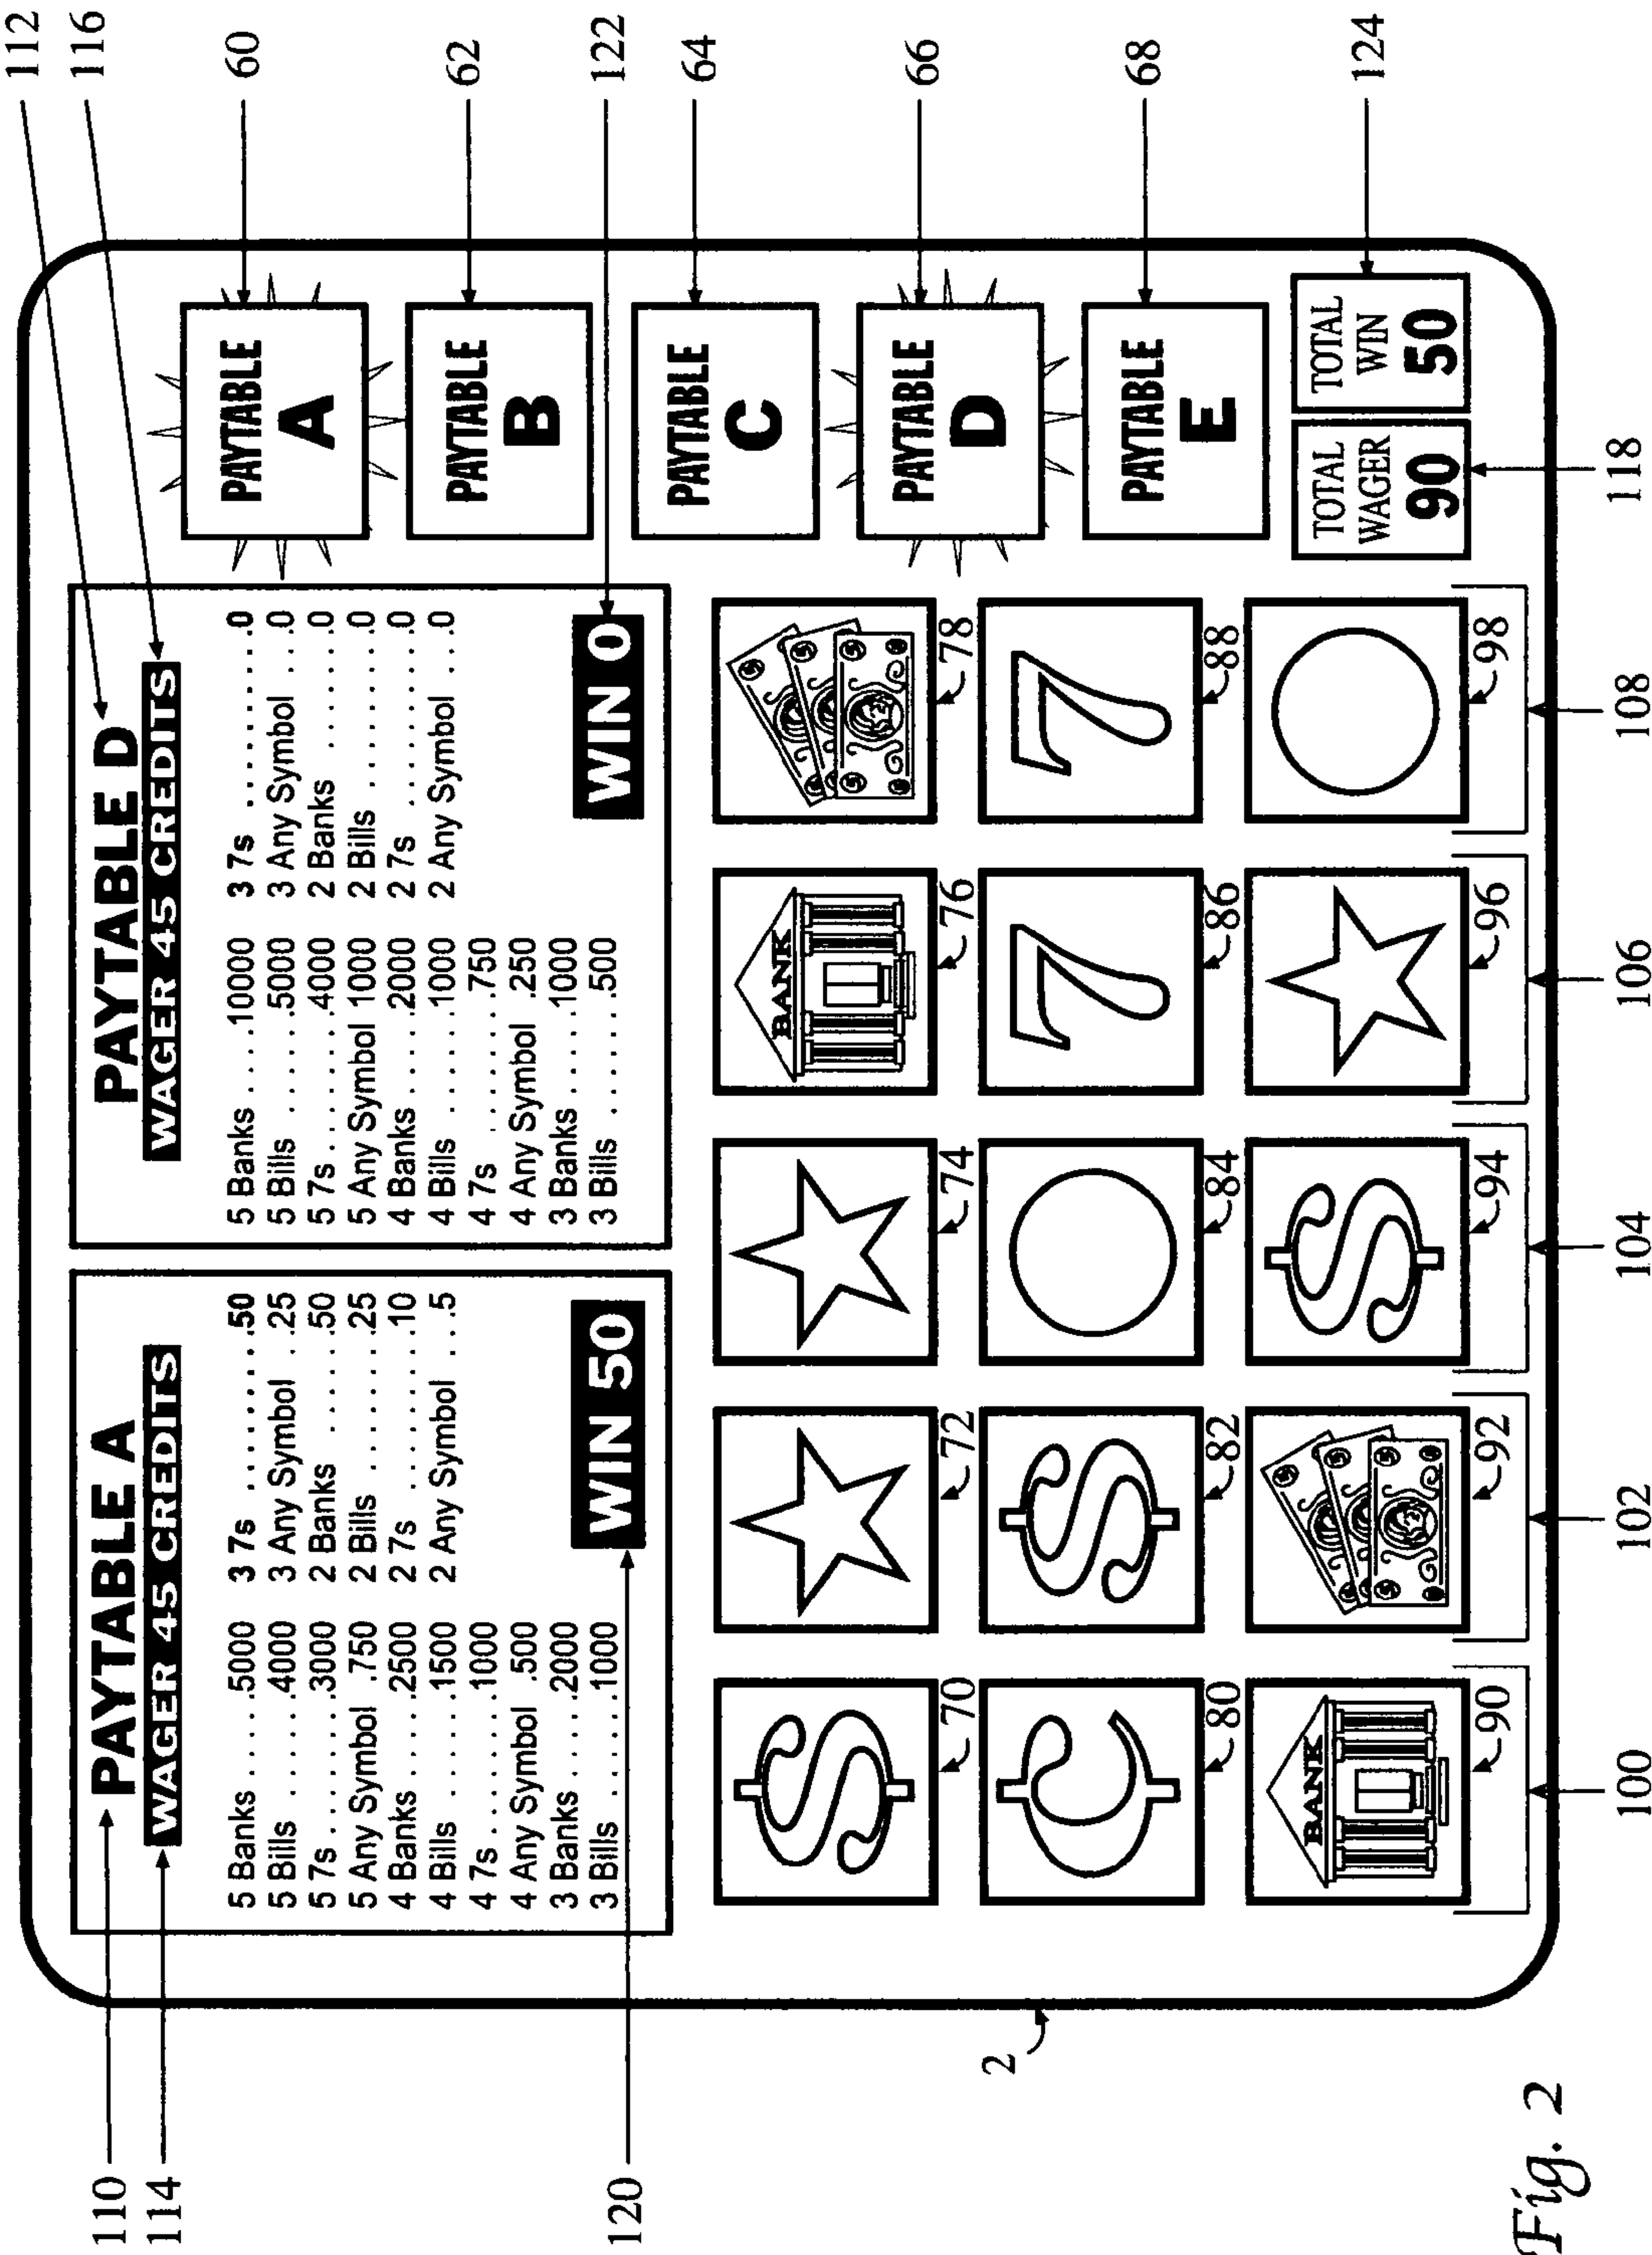 112
116
110
114
PAYTABLE A
WAGER 45 CREDITS
5 Banks . . . . .5000
5 Bills . . . . . .4000
5 7s . . . . . . .3000
5 Any Symbol .750
4 Banks . . . . .2500
4 Bills . . . . . .1500
4 7s . . . . . . . .1000
4 Any Symbol .500
3 Banks . . . . .2000
3 Bills . . . . . .1000
3 7s . . . . . . . .50
3 Any Symbol . .25
2 Banks . . . . . .50
2 Bills . . . . . . .25
2 7s . . . . . . . .10
2 Any Symbol . . .5
WIN 50
120
PAYTABLE D
WAGER 45 CREDITS
5 Banks . . . .10000
5 Bills . . . . . .5000
5 7s . . . . . . .4000
5 Any Symbol 1000
4 Banks . . . . .2000
4 Bills . . . . . .1000
4 7s . . . . . . . .750
4 Any Symbol .250
3 Banks . . . . .1000
3 Bills . . . . . .500
3 7s . . . . . . . . .0
3 Any Symbol . . .0
2 Banks . . . . . . .0
2 Bills . . . . . . . .0
2 7s . . . . . . . . .0
2 Any Symbol . . .0
WIN 0
122
PAYTABLE
A
60
PAYTABLE
B
62
PAYTABLE
C
64
PAYTABLE
D
66
PAYTABLE
E
68
$
70
72
74
BANK
76
78
¢
80
$
82
84
7
86
7
88
BANK
90
92
$
94
96
98
TOTAL
WAGER
90
TOTAL
WIN
50
124
2
100
102
104
106
108
118
Fig. 2